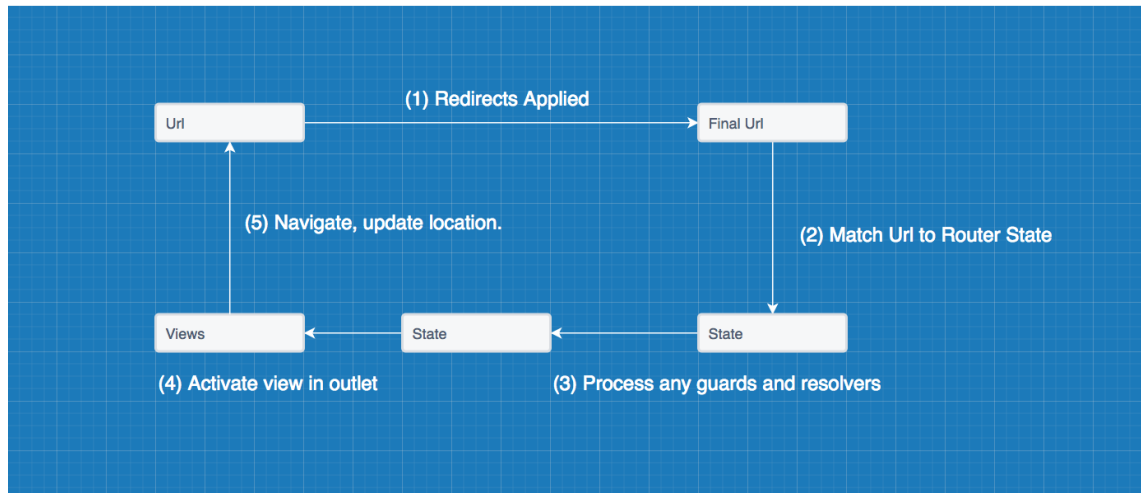 (1) Redirects Applied
Url
Final Url
(5) Navigate, update location.
(2) Match Url to Router State
Views
State
State
(4) Activate view in outlet
(3) Process any guards and resolvers